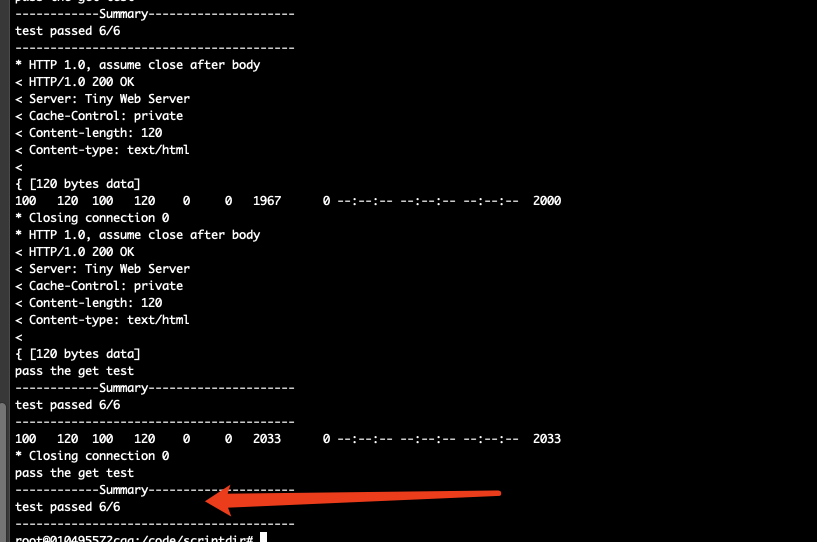 pass the get test
------------Summary---------------------
test passed 6/6
----------------------------------------
* HTTP 1.0, assume close after body
< HTTP/1.0 200 OK
< Server: Tiny Web Server
< Cache-Control: private
< Content-length: 120
< Content-type: text/html
<
{ [120 bytes data]
100   120  100   120    0     0   1967      0 --:--:-- --:--:-- --:--:--  2000
* Closing connection 0
* HTTP 1.0, assume close after body
< HTTP/1.0 200 OK
< Server: Tiny Web Server
< Cache-Control: private
< Content-length: 120
< Content-type: text/html
<
{ [120 bytes data]
pass the get test
------------Summary---------------------
test passed 6/6
----------------------------------------
100   120  100   120    0     0   2033      0 --:--:-- --:--:-- --:--:--  2033
* Closing connection 0
pass the get test
------------Summary---------------------
test passed 6/6
----------------------------------------
root@010495572caa:/code/scriptdir#